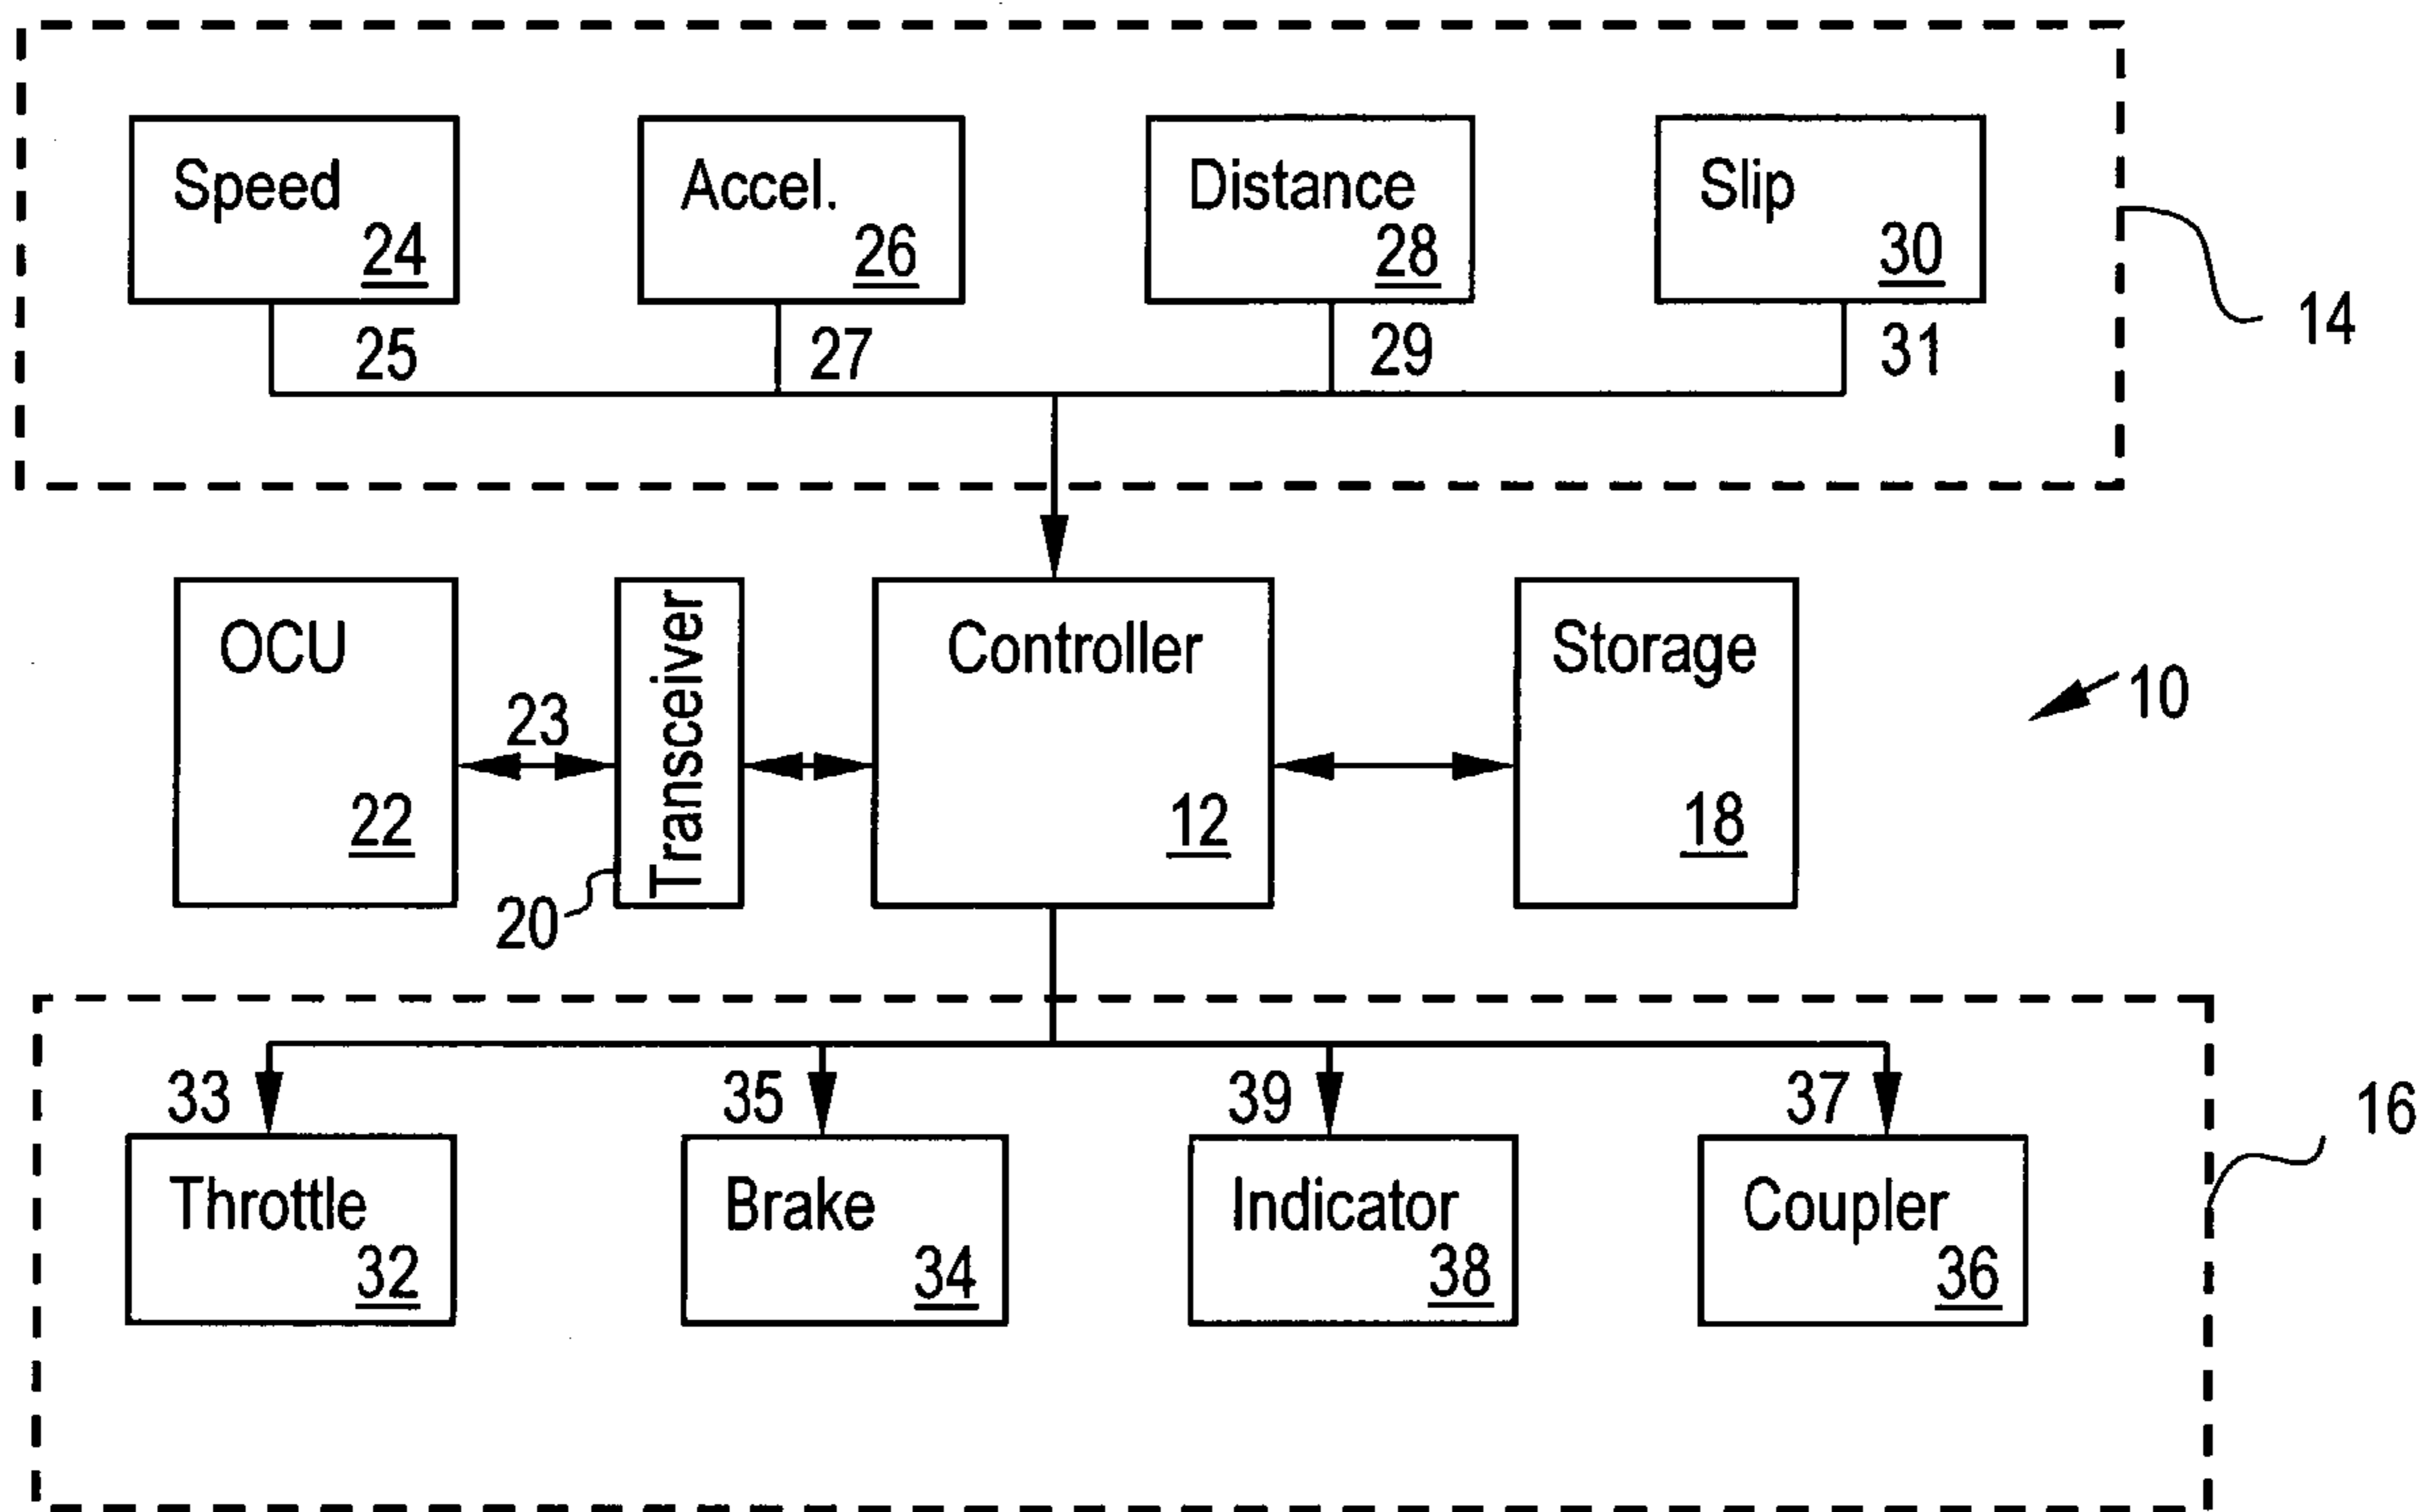 Speed 24
Accel. 26
Distance 28
Slip 30
25
27
29
31
14
OCU 22
23
Transceiver
20
Controller 12
Storage 18
10
33
35
39
37
16
Throttle 32
Brake 34
Indicator 38
Coupler 36